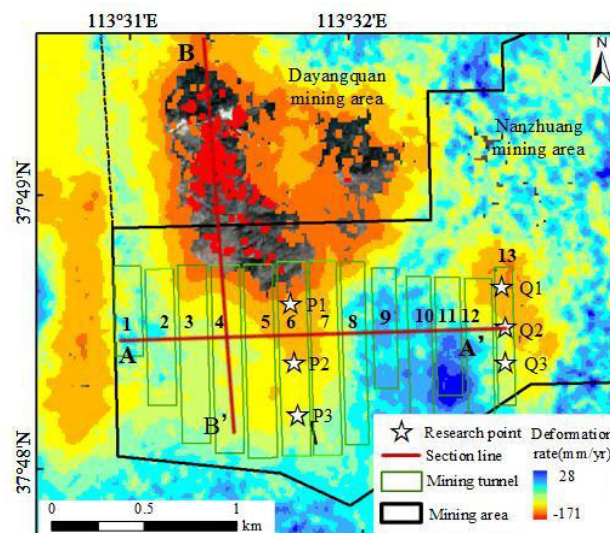 113°31'E
113°32'E
N
B
Dayangquan
mining area
Nanzhuang
mining area
37°49'N
37°48'N
13
Q1
P1
1
2
3
4
5
6
7
8
9
10
11
12
Q2
A
A'
P2
Q3
B'
P3
Research point
Section line
Mining tunnel
Mining area
Deformation
rate(mm/yr)
28
-171
0
0.5
1
km